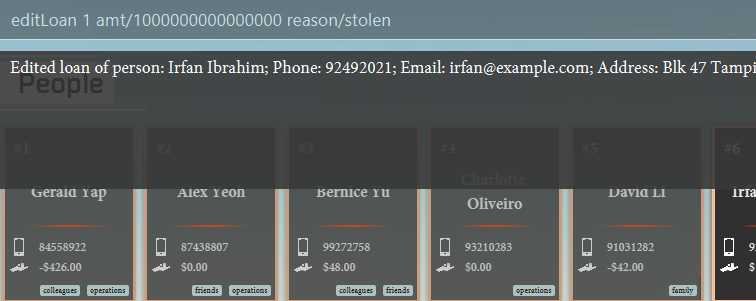 editLoan 1 amt/1000000000000000 reason/stolen
Edited loan of person: Irfan Ibrahim; Phone: 92492021; Email: irfan@example.com; Address: Blk 47 Tampi
People
#1 #2 #3 #4 #5 #6
Gerald Yap Alex Yeoh Bernice Yu Charlotte Oliveiro David Li Irfa
84558922 87438807 99272758 93210283 91031282 92
-$426.00 $0.00 $48.00 $0.00 -$42.00 $1
colleagues operations friends operations colleagues friends operations family